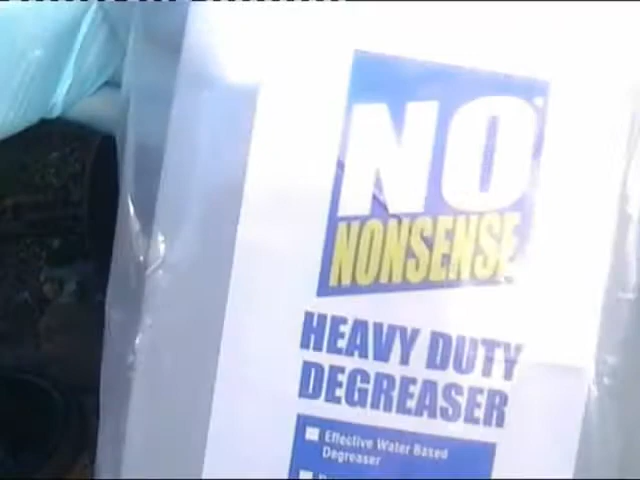 NO
NONSENSE
HEAVY DUTY
DEGREASER
Effective Water Based
Degreaser